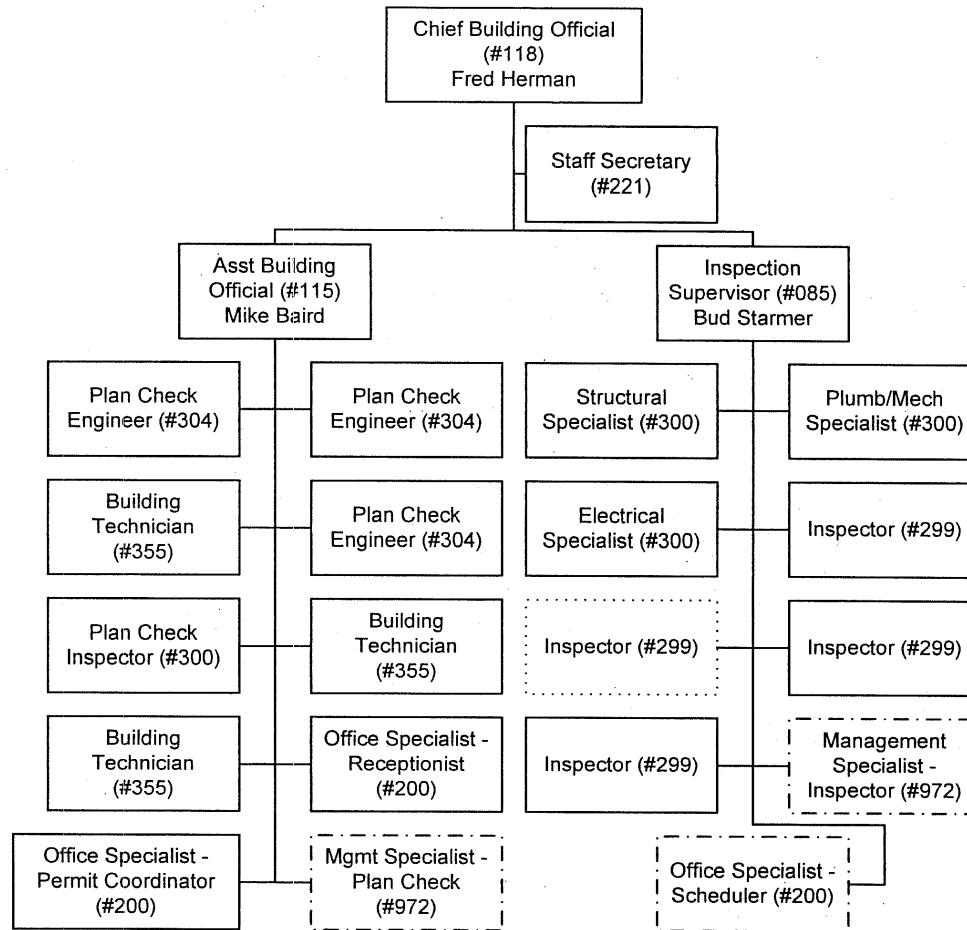 Chief Building Official
(#118)
Fred Herman
Staff Secretary
(#221)
Asst Building
Official (#115)
Mike Baird
Inspection
Supervisor (#085)
Bud Starmer
Plan Check
Engineer (#304)
Plan Check
Engineer (#304)
Structural
Specialist (#300)
Plumb/Mech
Specialist (#300)
Building
Technician
(#355)
Plan Check
Engineer (#304)
Electrical
Specialist (#300)
Inspector (#299)
Plan Check
Inspector (#300)
Building
Technician
(#355)
Inspector (#299)
Inspector (#299)
Building
Technician
(#355)
Office Specialist -
Receptionist
(#200)
Inspector (#299)
Management
Specialist -
Inspector (#972)
Office Specialist -
Permit Coordinator
(#200)
Mgmt Specialist -
Plan Check
(#972)
Office Specialist -
Scheduler (#200)